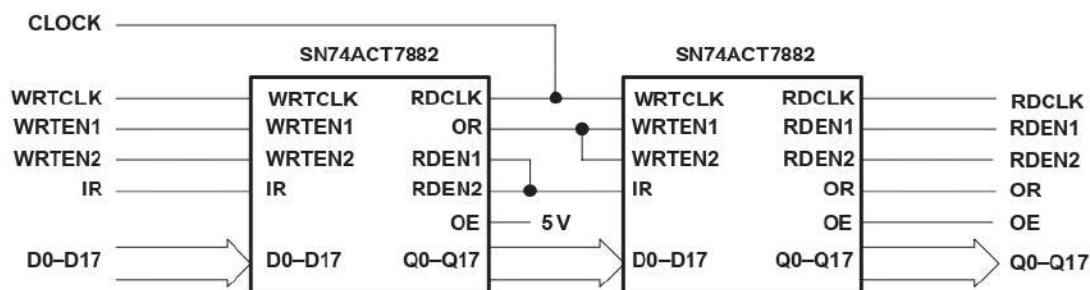 CLOCK
SN74ACT7882 SN74ACT7882
WRTCLK WRTCLK RDCLK WRTCLK RDCLK RDCLK
WRTEN1 WRTEN1 OR WRTEN1 RDEN1 RDEN1
WRTEN2 WRTEN2 RDEN1 WRTEN2 RDEN2 RDEN2
IR IR RDEN2 IR OR OR
OE 5 V OE OE
D0–D17 D0–D17 Q0–Q17 D0–D17 Q0–Q17 Q0–Q17